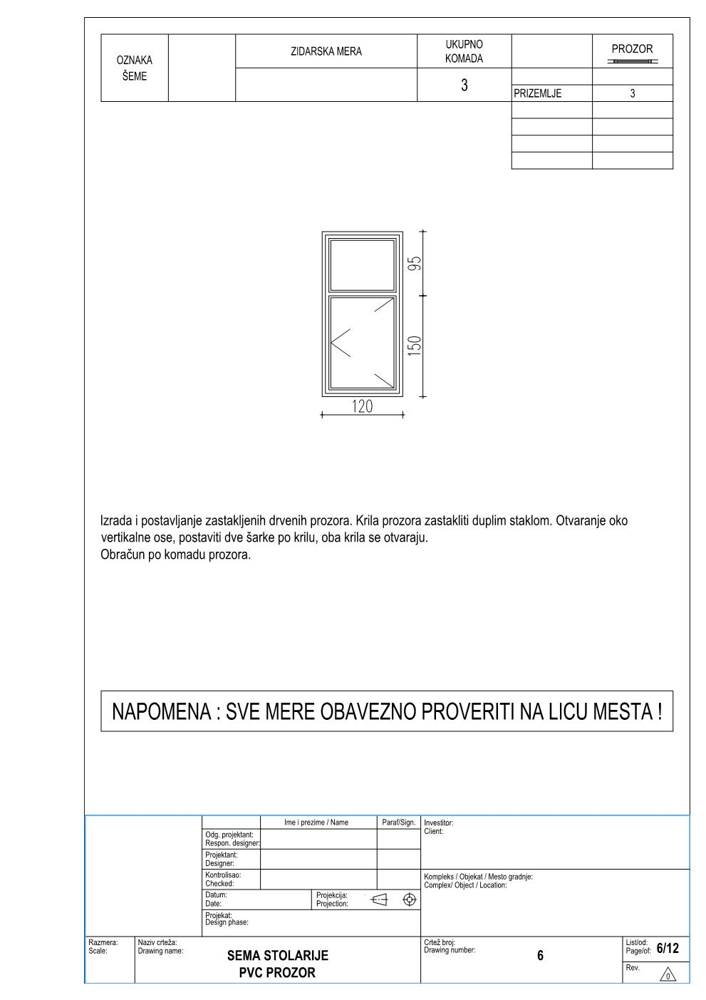 OZNAKA
ŠEME
ZIDARSKA MERA
UKUPNO
KOMADA
PROZOR
3
PRIZEMLJE
3
95
150
120
Izrada i postavljanje zastakljenih drvenih prozora. Krila prozora zastakliti duplim staklom. Otvaranje oko
vertikalne ose, postaviti dve šarke po krilu, oba krila se otvaraju.
Obračun po komadu prozora.
NAPOMENA : SVE MERE OBAVEZNO PROVERITI NA LICU MESTA !
Ime i prezime / Name
Paraf/Sign.
Odg. projektant:
Respon. designer:
Projektant:
Designer:
Kontrolisao:
Checked:
Datum:
Date:
Projekcija:
Projection:
Projekat:
Design phase:
Investitor:
Client:
Kompleks / Objekat / Mesto gradnje:
Complex/ Object / Location:
Razmera:
Scale:
Naziv crteža:
Drawing name:
SEMA STOLARIJE
PVC PROZOR
Crtež broj:
Drawing number:
6
List/od:
Page/of:
6/12
Rev.
0